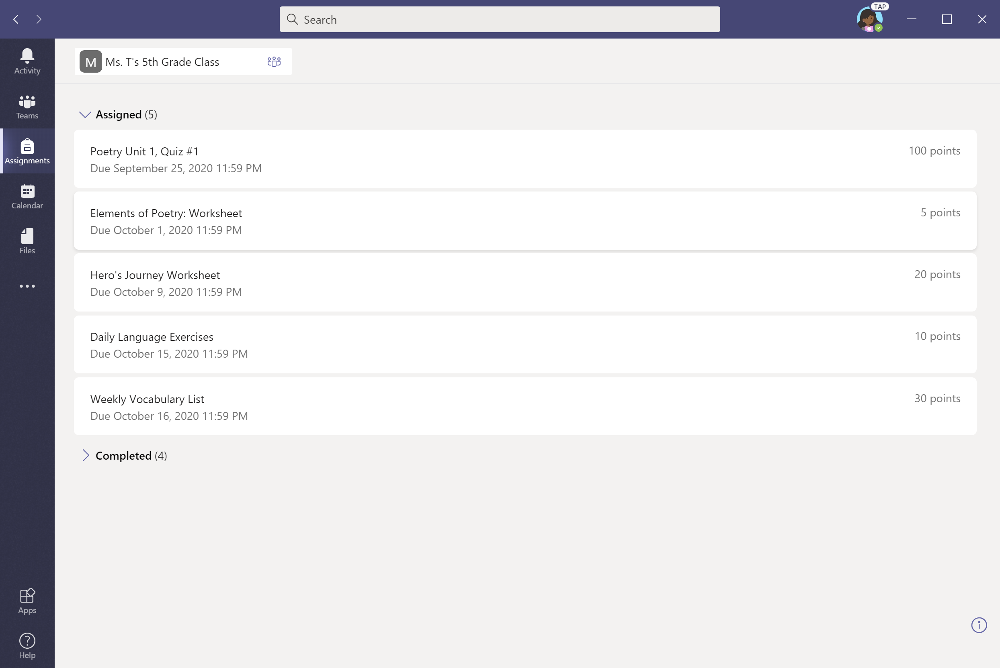 Search
TAP
Activity
Teams
Assignments
Calendar
Files
Apps
Help
M Ms. T's 5th Grade Class
Assigned (5)
Poetry Unit 1, Quiz #1 100 points
Due September 25, 2020 11:59 PM
Elements of Poetry: Worksheet 5 points
Due October 1, 2020 11:59 PM
Hero's Journey Worksheet 20 points
Due October 9, 2020 11:59 PM
Daily Language Exercises 10 points
Due October 15, 2020 11:59 PM
Weekly Vocabulary List 30 points
Due October 16, 2020 11:59 PM
Completed (4)